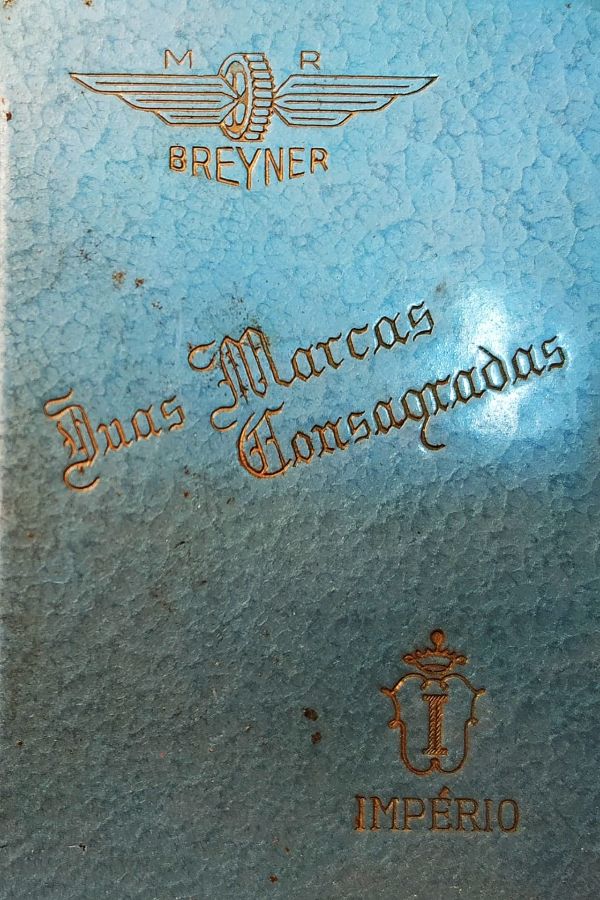 M R
BREYNER
Duas Marcas
Consagradas
I
IMPÉRIO